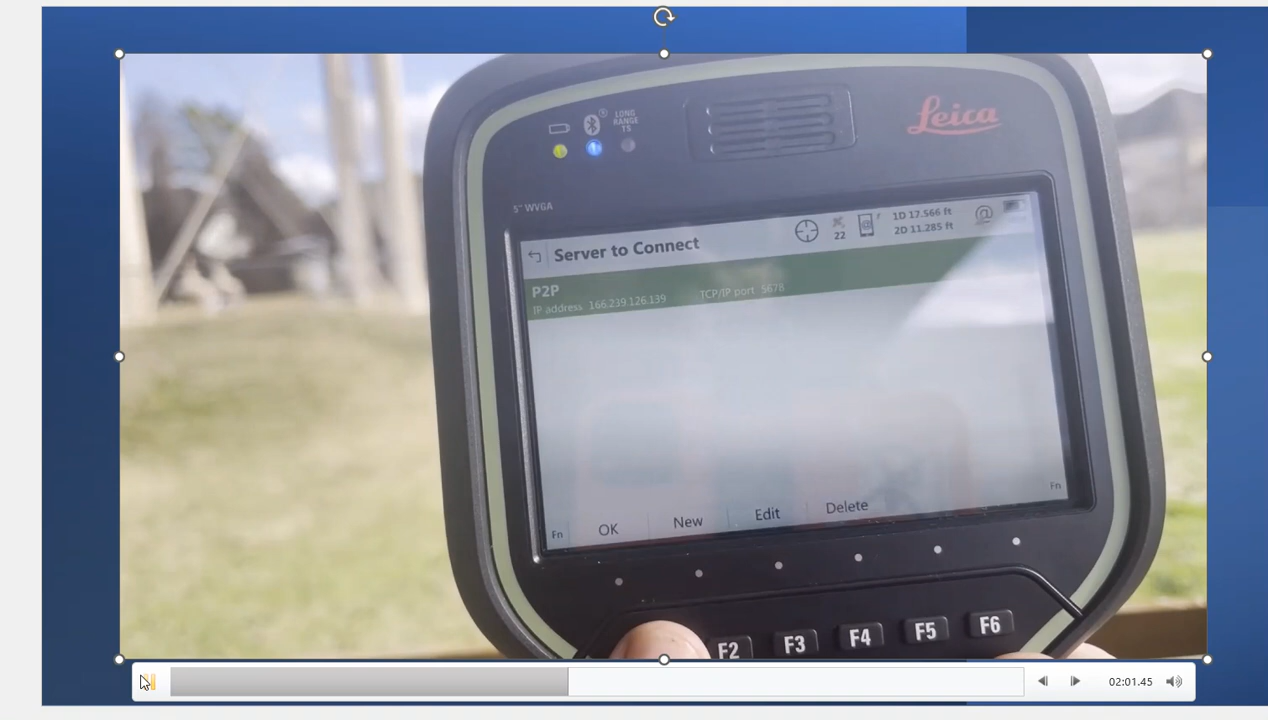 LONG
RANGE
TS
Leica
5" WVGA
Server to Connect
22
1D 17.566 ft
2D 11.285 ft
P2P
IP address 166.239.126.139 TCP/IP port 5678
Fn OK New Edit Delete Fn
F2 F3 F4 F5 F6
02:01.45